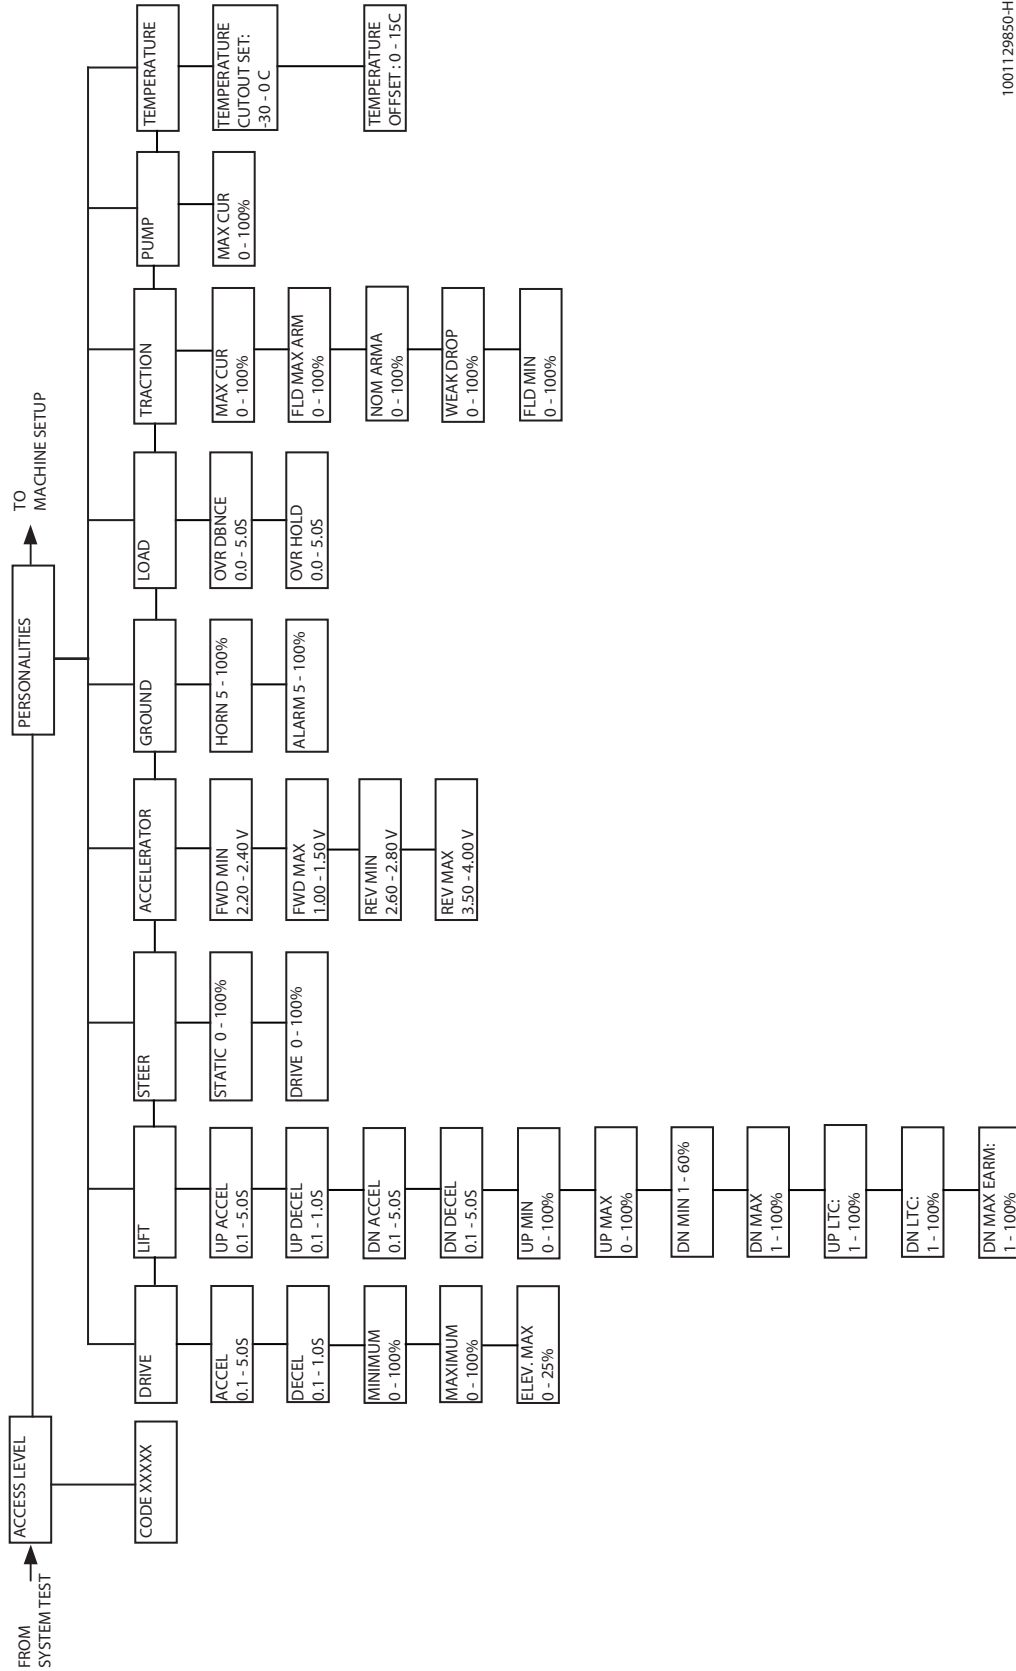 FROM
SYSTEM TEST
ACCESS LEVEL
CODE XXXXX
PERSONALITIES
TO
MACHINE SETUP
DRIVE
ACCEL
0.1 - 5.0S
DECEL
0.1 - 1.0S
MINIMUM
0 - 100%
MAXIMUM
0 - 100%
ELEV. MAX
0 - 25%
LIFT
UP ACCEL
0.1 - 5.0S
UP DECEL
0.1 - 1.0S
DN ACCEL
0.1 - 5.0S
DN DECEL
0.1 - 5.0S
UP MIN
0 - 100%
UP MAX
0 - 100%
DN MIN 1 - 60%
DN MAX
1 - 100%
UP LTC:
1 - 100%
DN LTC:
1 - 100%
DN MAX EARM:
1 - 100%
STEER
STATIC 0 - 100%
DRIVE 0 - 100%
ACCELERATOR
FWD MIN
2.20 - 2.40 V
FWD MAX
1.00 - 1.50 V
REV MIN
2.60 - 2.80 V
REV MAX
3.50 - 4.00 V
GROUND
HORN 5 - 100%
ALARM 5 - 100%
LOAD
OVR DBNCE
0.0 - 5.0S
OVR HOLD
0.0 - 5.0S
TRACTION
MAX CUR
0 - 100%
FLD MAX ARM
0 - 100%
NOM ARMA
0 - 100%
WEAK DROP
0 - 100%
FLD MIN
0 - 100%
PUMP
MAX CUR
0 - 100%
TEMPERATURE
TEMPERATURE
CUTOUT SET:
-30 - 0 C
TEMPERATURE
OFFSET : 0 - 15C
1001129850-H